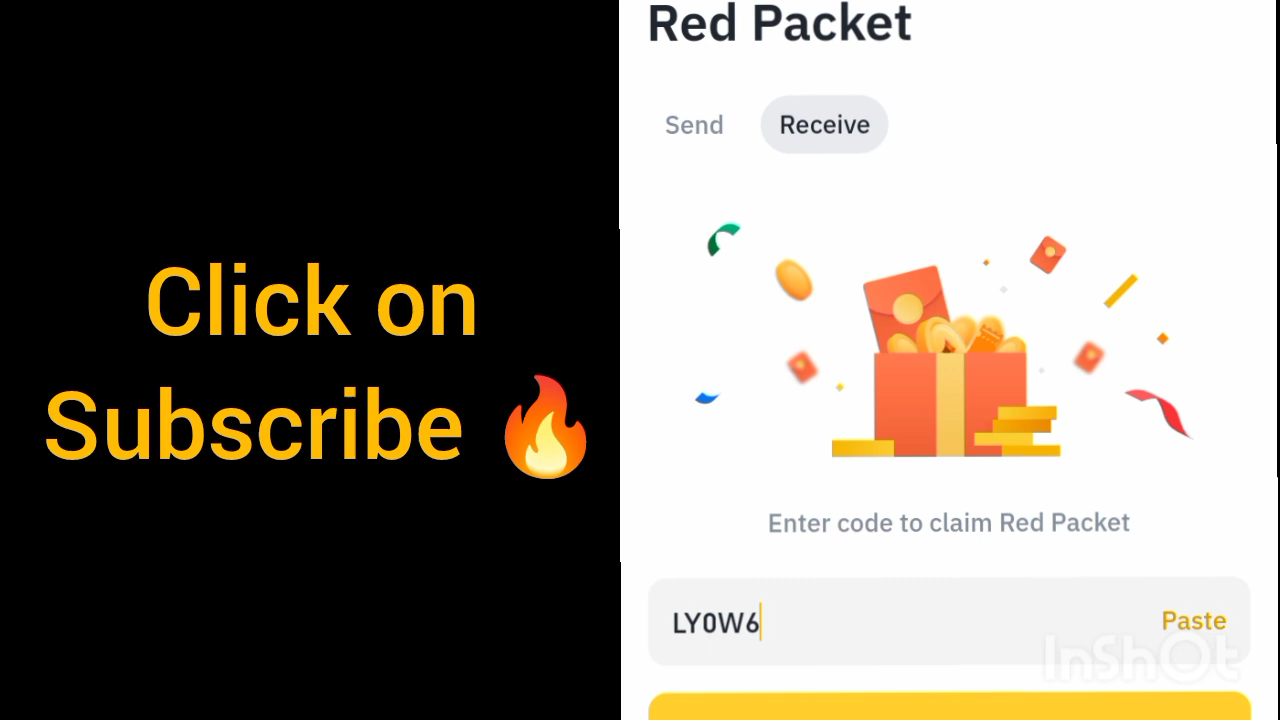 Click on
Subscribe 🔥
Red Packet
Send
Receive
Enter code to claim Red Packet
LY0W6
Paste
InShOt